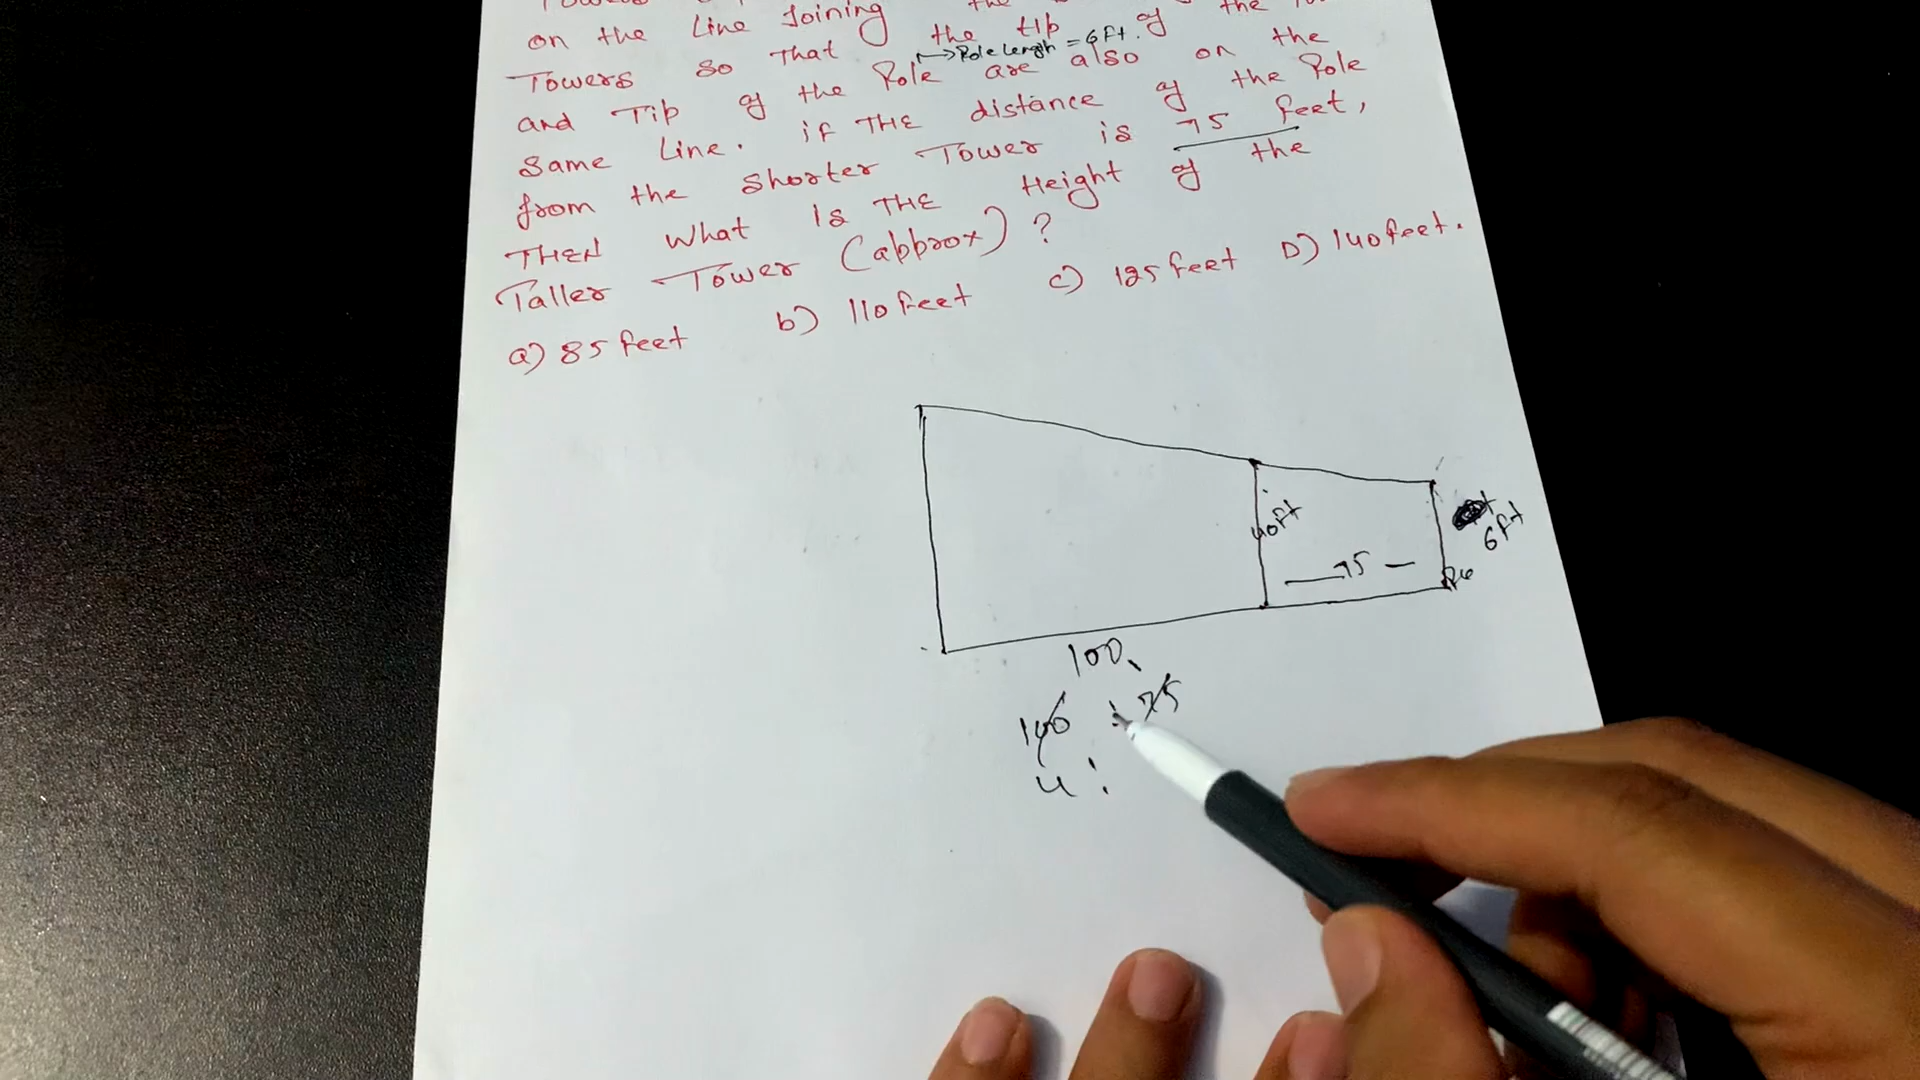 on the Line Joining the
Towers so That the tip of the
→ Pole length = 6ft.
and Tip of the Pole are also on the
Same Line. if THE distance of the Pole
from the shorter Tower is 75 feet,
THEN What is THE Height of the
Taller Tower (approx) ?
a) 85 feet b) 110 feet c) 125 feet D) 140 feet.
40ft
6ft
75
100
100 : 75
4 :